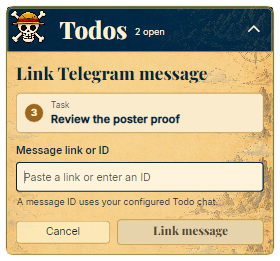 Todos 2 open
Link Telegram message
3
Task
Review the poster proof
Message link or ID
Paste a link or enter an ID
A message ID uses your configured Todo chat.
Cancel Link message